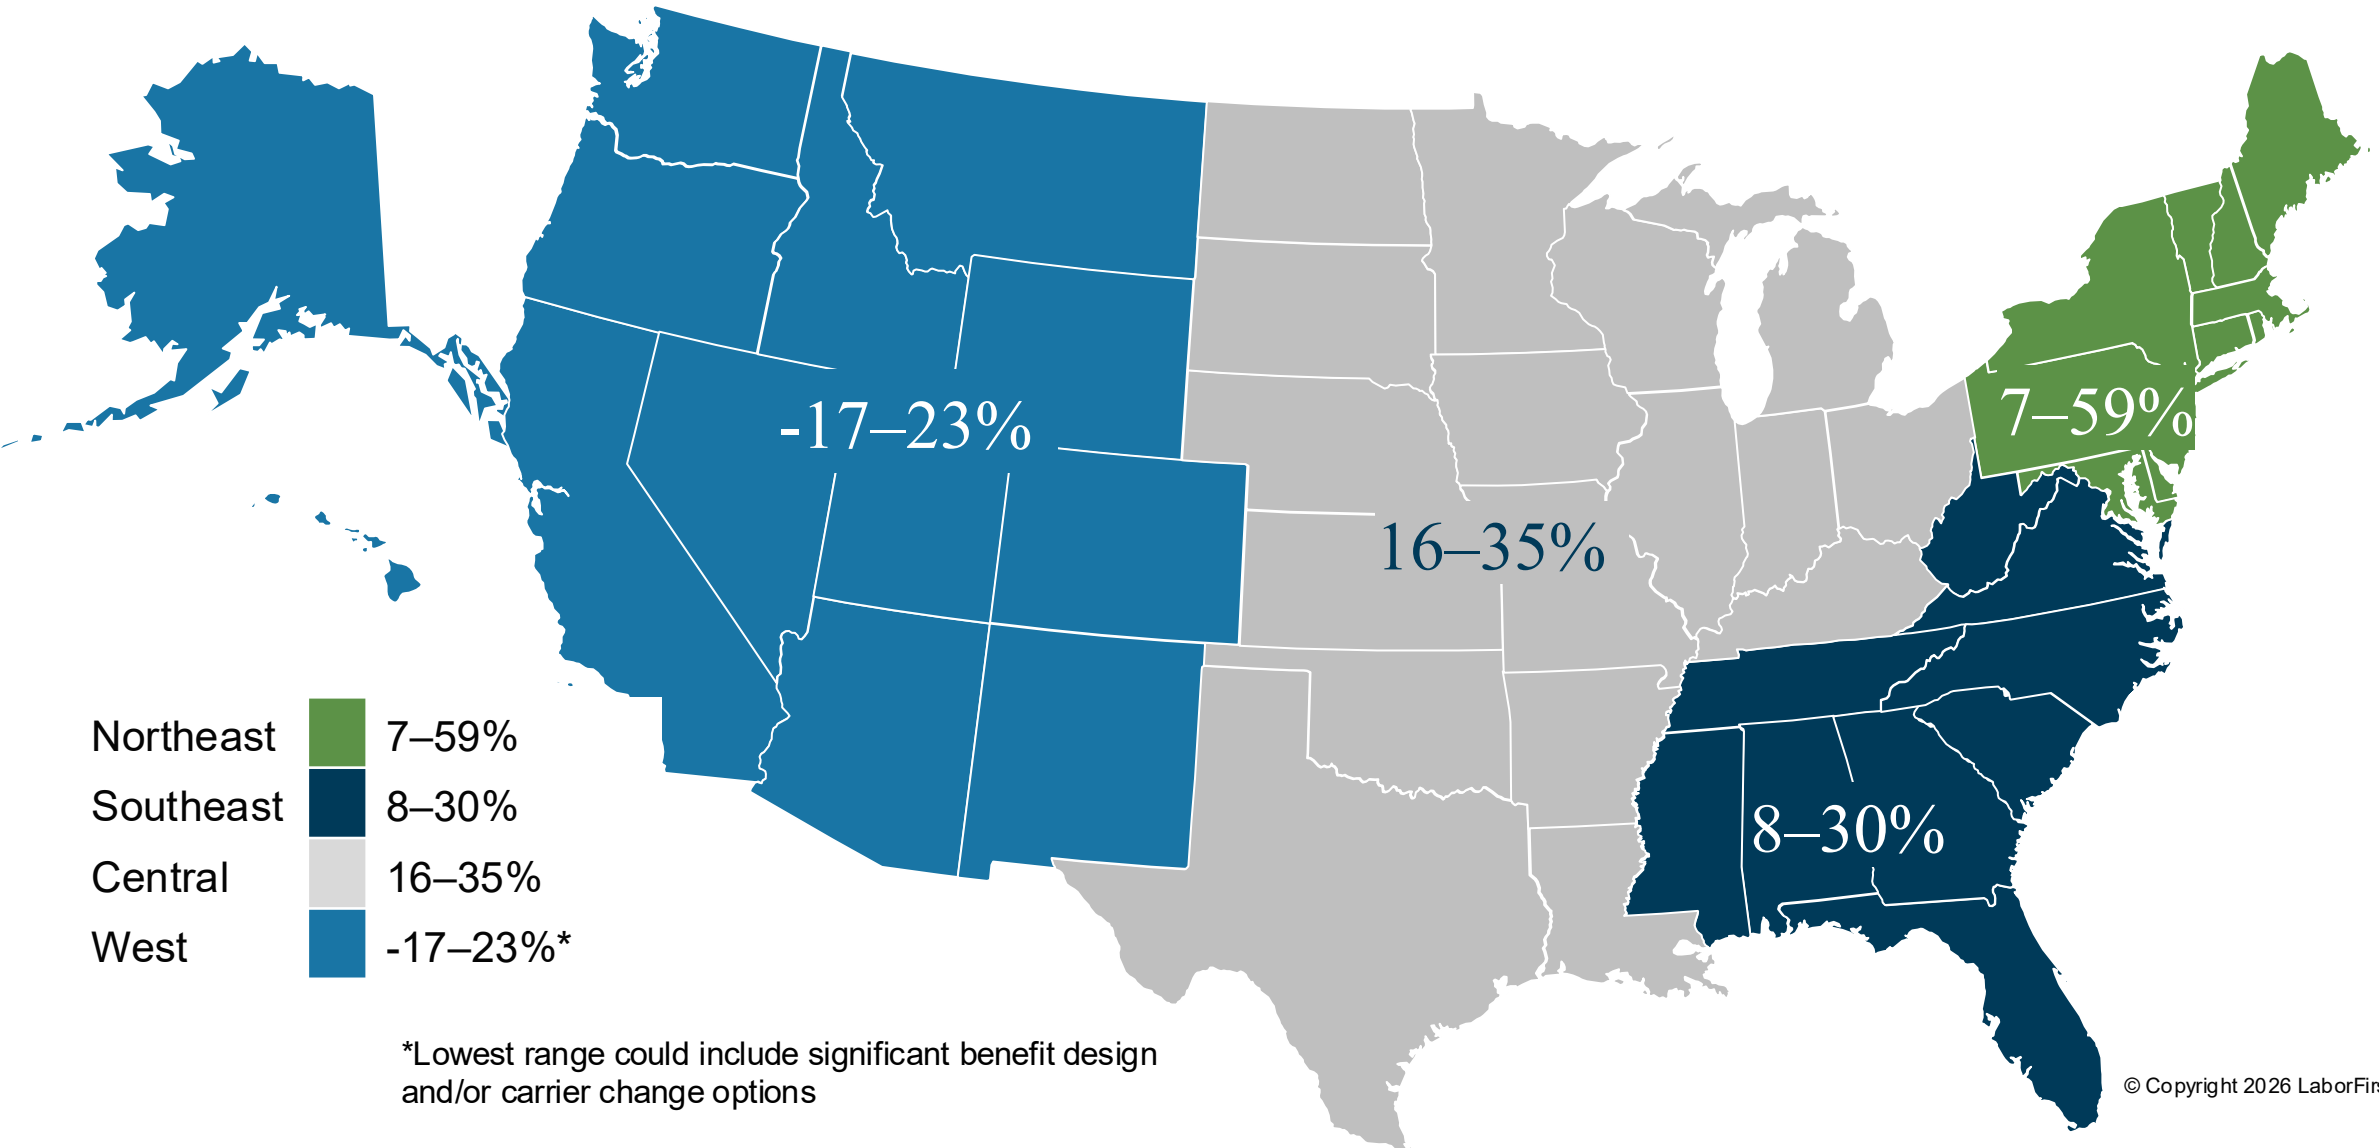 -17–23%
7–59%
16–35%
8–30%
Northeast 7–59%
Southeast 8–30%
Central 16–35%
West -17–23%*
*Lowest range could include significant benefit design
and/or carrier change options
© Copyright 2026 LaborFirs